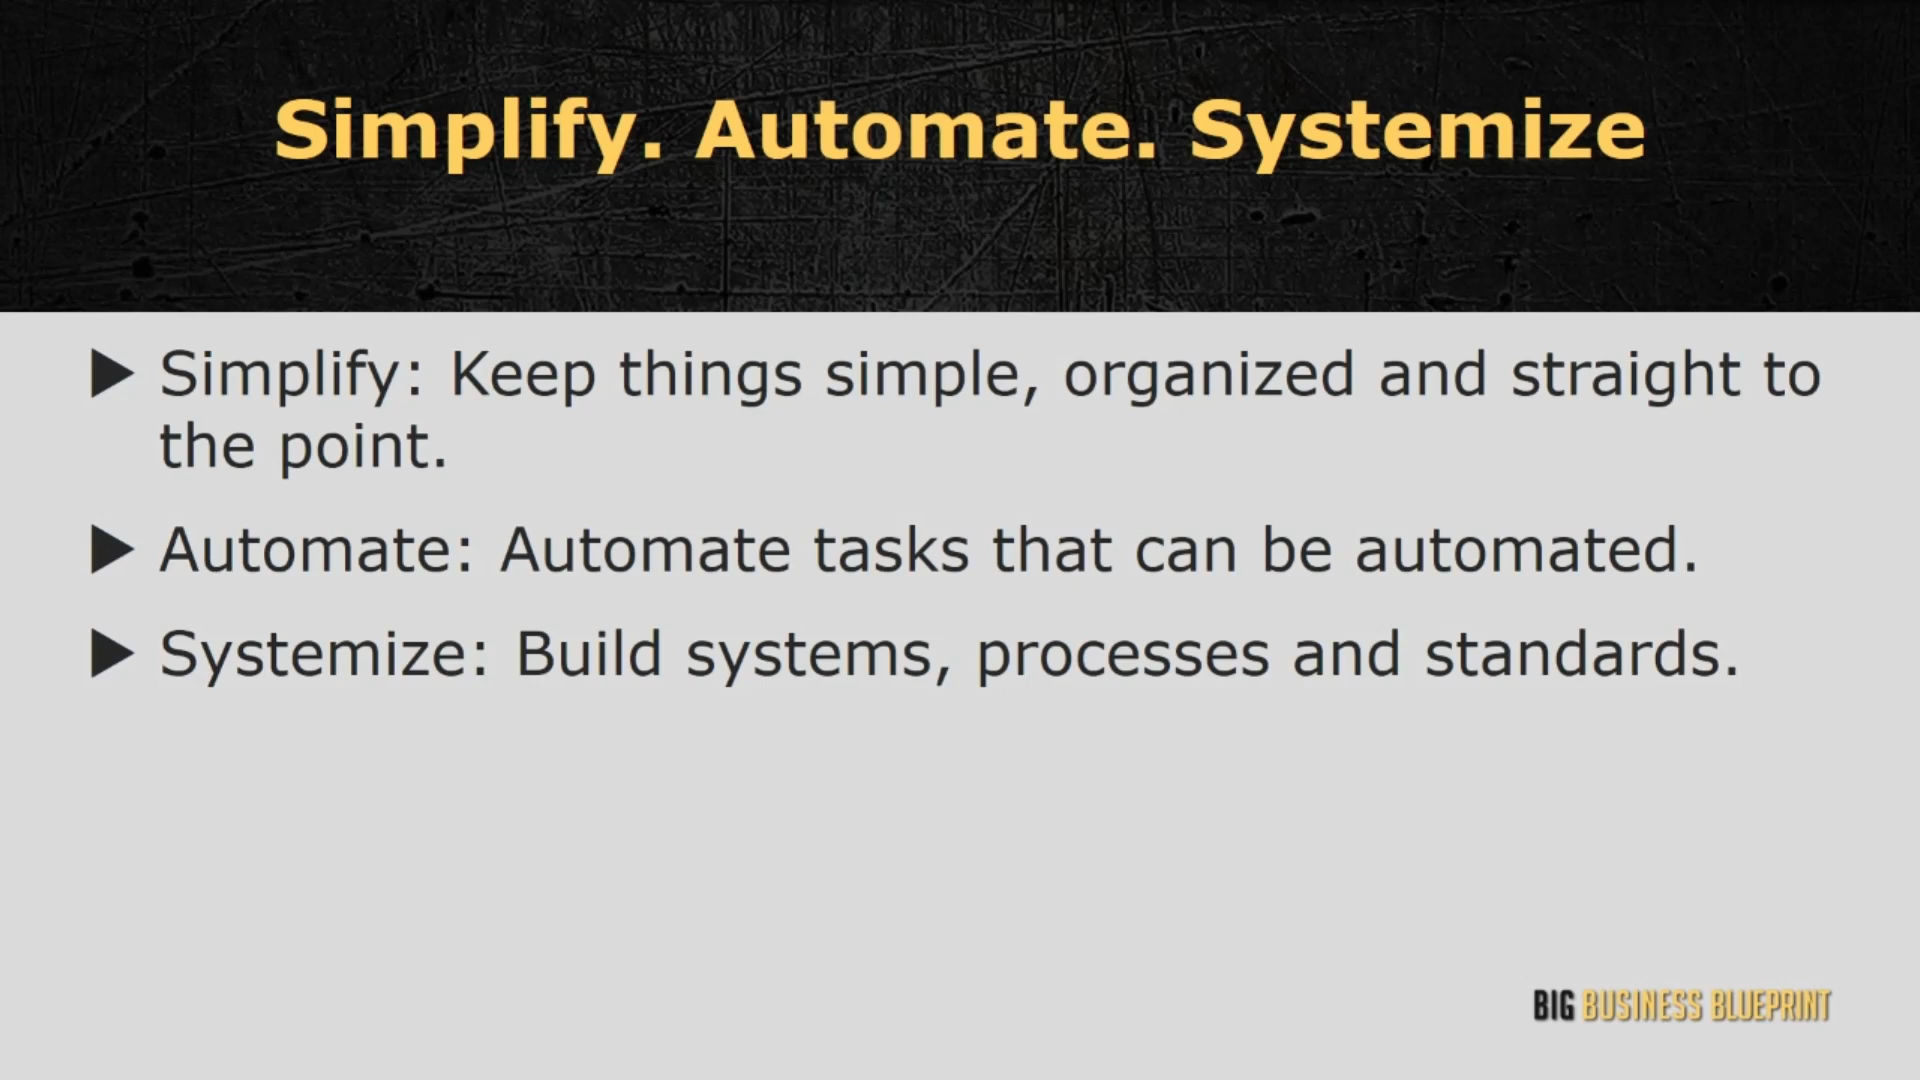 Simplify. Automate. Systemize
▶ Simplify: Keep things simple, organized and straight to
the point.
▶ Automate: Automate tasks that can be automated.
▶ Systemize: Build systems, processes and standards.
BIG BUSINESS BLUEPRINT